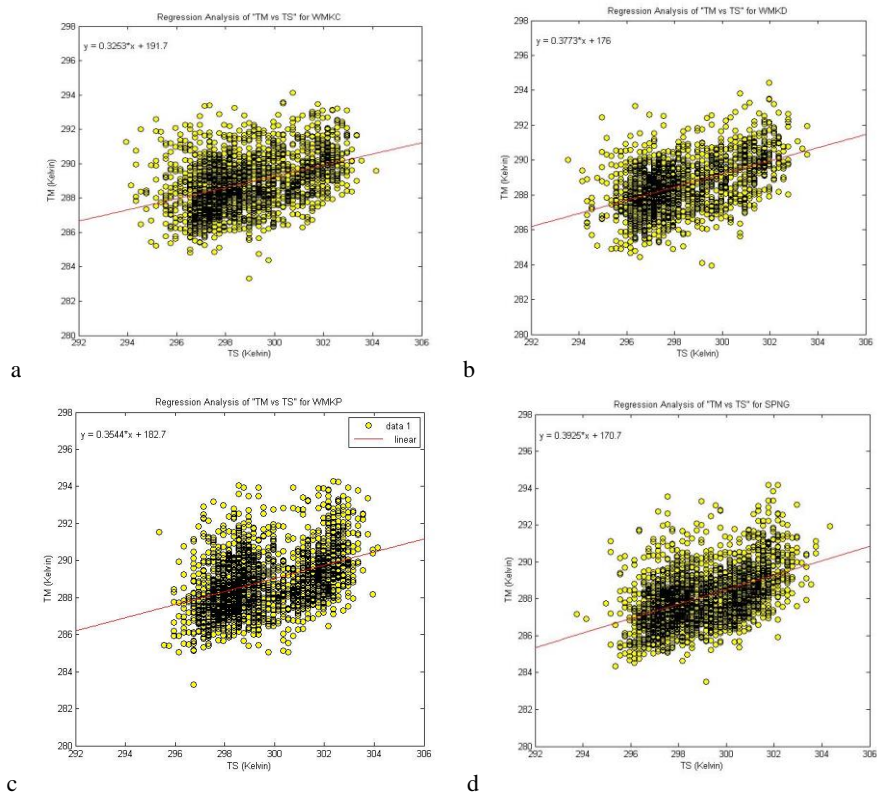 Regression Analysis of "TM vs TS" for WMKC
y = 0.3253*x + 191.7
298
296
294
292
290
288
286
284
282
280
TM (Kelvin)
292 294 296 298 300 302 304 306
TS (Kelvin)
a
Regression Analysis of "TM vs TS" for WMKD
y = 0.3773*x + 176
298
296
294
292
290
288
286
284
282
280
TM (Kelvin)
292 294 296 298 300 302 304 306
TS (Kelvin)
b
Regression Analysis of "TM vs TS" for WMKP
y = 0.3544*x + 182.7
data 1
linear
298
296
294
292
290
288
286
284
282
280
TM (Kelvin)
292 294 296 298 300 302 304 306
TS (Kelvin)
c
Regression Analysis of "TM vs TS" for SPNG
y = 0.3925*x + 170.7
298
296
294
292
290
288
286
284
282
280
TM (Kelvin)
292 294 296 298 300 302 304 306
TS (Kelvin)
d